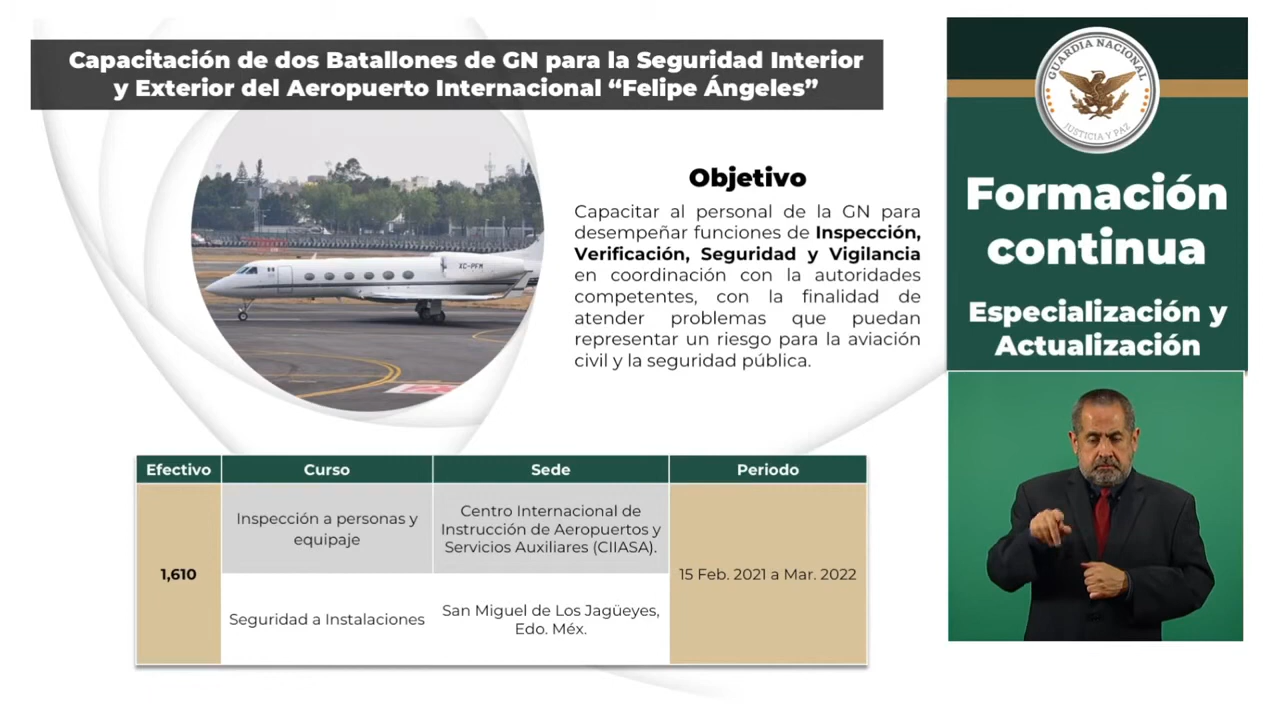 Capacitación de dos Batallones de GN para la Seguridad Interior
y Exterior del Aeropuerto Internacional “Felipe Ángeles”
GUARDIA NACIONAL
JUSTICIA Y PAZ
Formación
continua
Especialización y
Actualización
Objetivo
Capacitar al personal de la GN para
desempeñar funciones de Inspección,
Verificación, Seguridad y Vigilancia
en coordinación con la autoridades
competentes, con la finalidad de
atender problemas que puedan
representar un riesgo para la aviación
civil y la seguridad pública.
XC-PFM
Efectivo Curso Sede Periodo
1,610
Inspección a personas y
equipaje
Centro Internacional de
Instrucción de Aeropuertos y
Servicios Auxiliares (CIIASA).
15 Feb. 2021 a Mar. 2022
Seguridad a Instalaciones
San Miguel de Los Jagüeyes,
Edo. Méx.